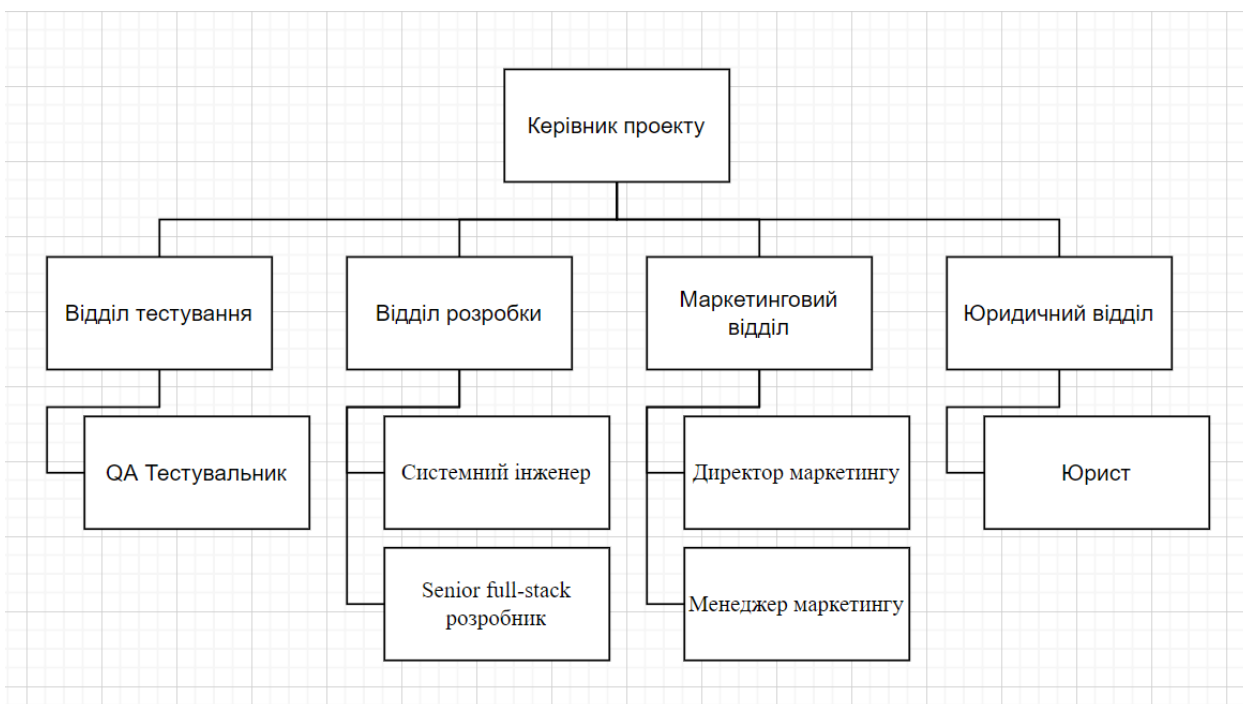 Керівник проекту
Відділ тестування
Відділ розробки
Маркетинговий
відділ
Юридичний відділ
QA Тестувальник
Системний інженер
Директор маркетингу
Юрист
Senior full-stack
розробник
Менеджер маркетингу